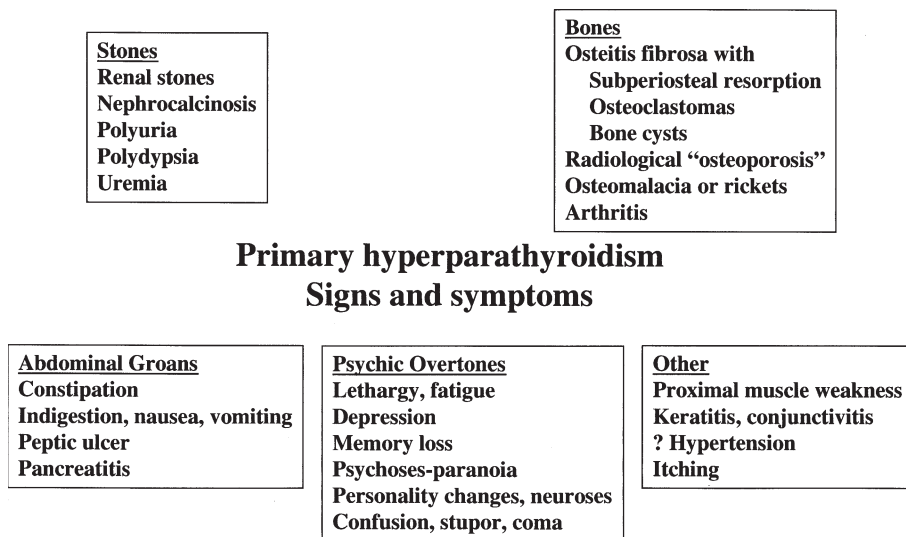 Stones
Renal stones
Nephrocalcinosis
Polyuria
Polydypsia
Uremia
Bones
Osteitis fibrosa with
Subperiosteal resorption
Osteoclastomas
Bone cysts
Radiological “osteoporosis”
Osteomalacia or rickets
Arthritis
Primary hyperparathyroidism
Signs and symptoms
Abdominal Groans
Constipation
Indigestion, nausea, vomiting
Peptic ulcer
Pancreatitis
Psychic Overtones
Lethargy, fatigue
Depression
Memory loss
Psychoses-paranoia
Personality changes, neuroses
Confusion, stupor, coma
Other
Proximal muscle weakness
Keratitis, conjunctivitis
? Hypertension
Itching